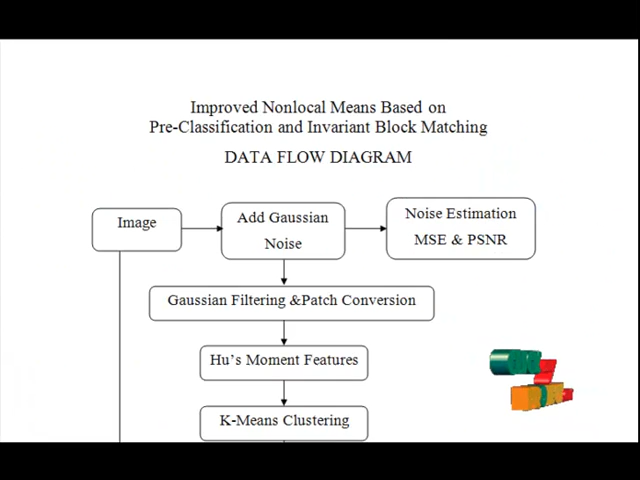 Improved Nonlocal Means Based on
Pre-Classification and Invariant Block Matching
DATA FLOW DIAGRAM
Image
Add Gaussian
Noise
Noise Estimation
MSE & PSNR
Gaussian Filtering &Patch Conversion
Hu's Moment Features
K-Means Clustering